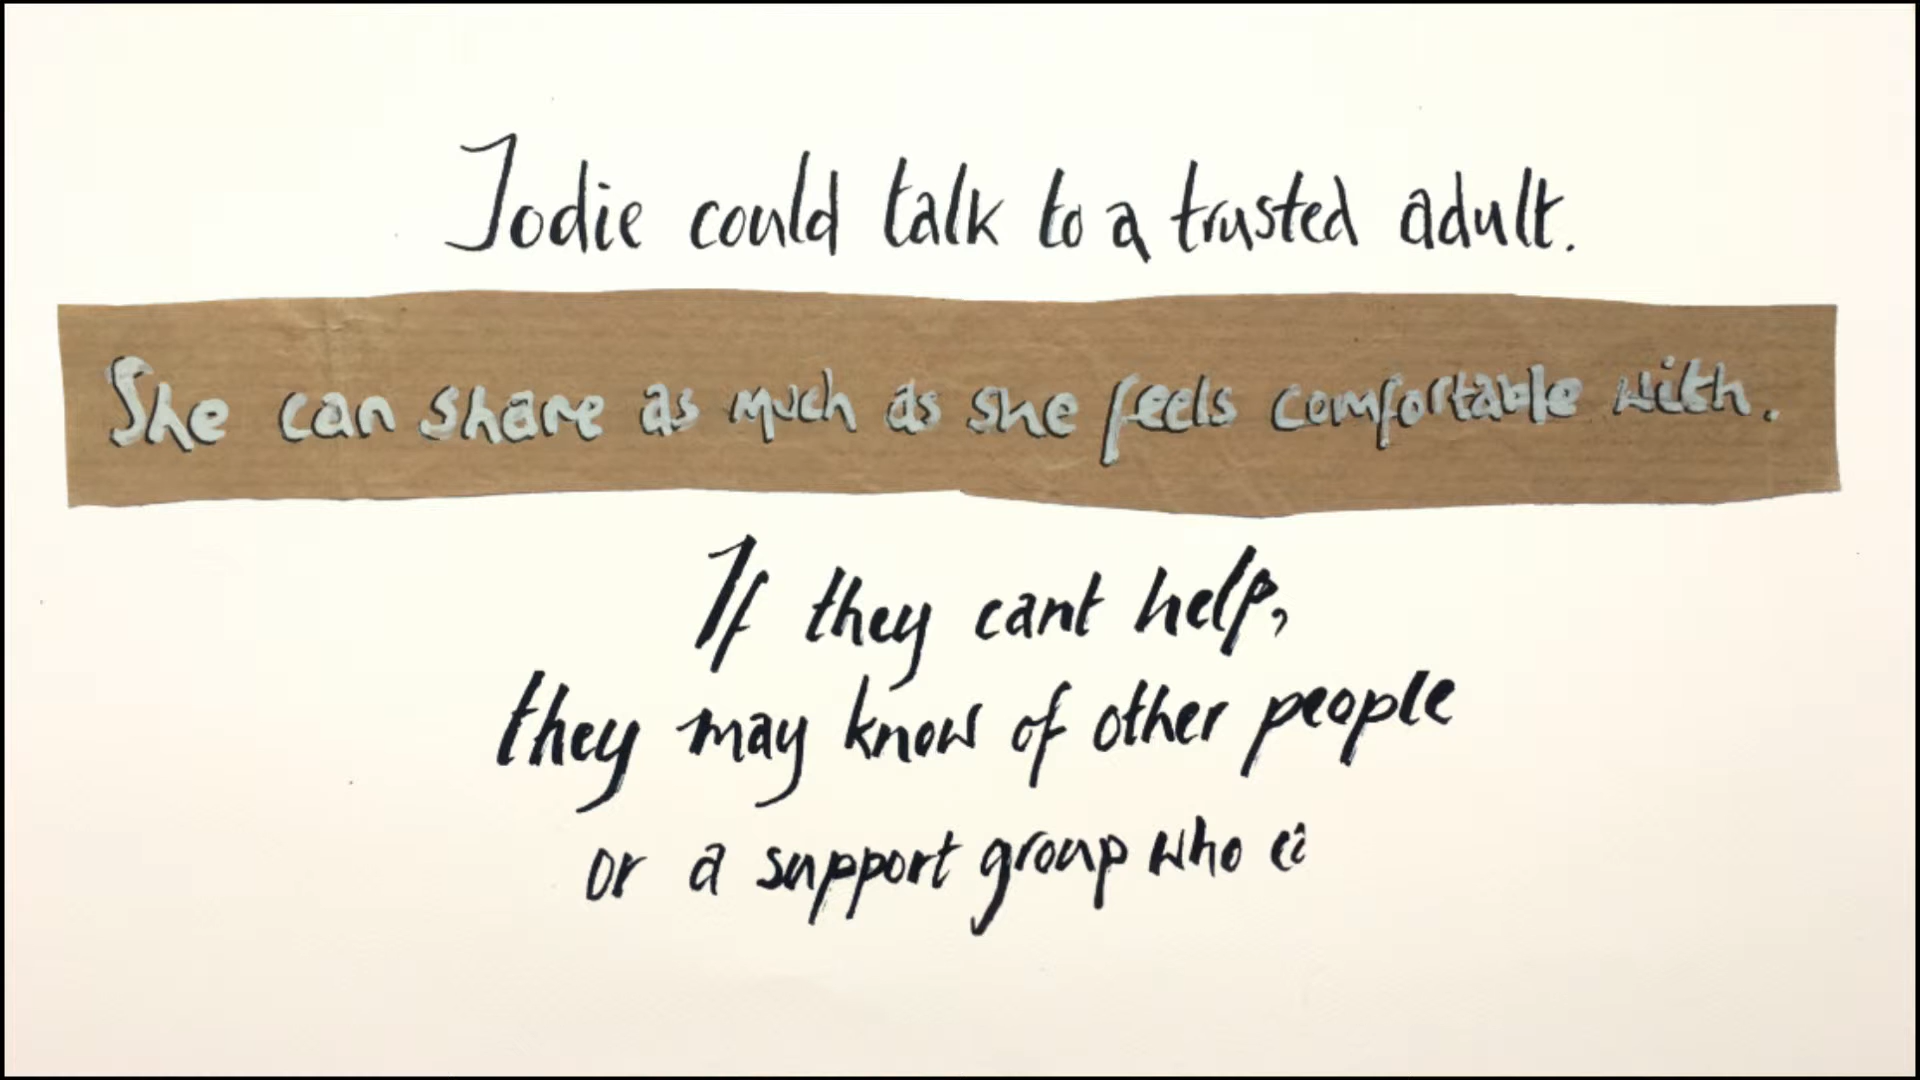 Jodie could talk to a trusted adult.
She can share as much as she feels comfortable with.
If they cant help,
they may know of other people
or a support group who